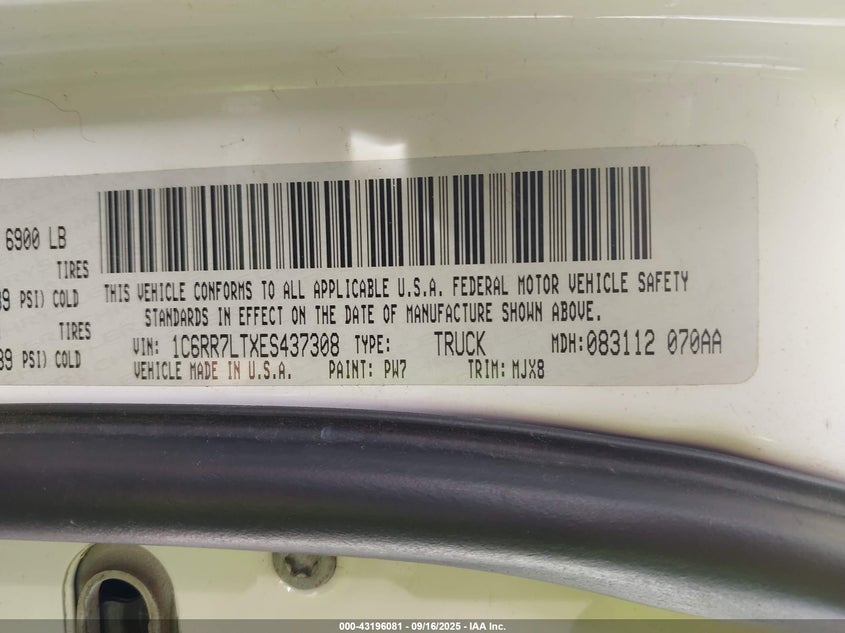 6900 LB
TIRES
39 PSI) COLD
TIRES
39 PSI) COLD
THIS VEHICLE CONFORMS TO ALL APPLICABLE U.S.A. FEDERAL MOTOR VEHICLE SAFETY
STANDARDS IN EFFECT ON THE DATE OF MANUFACTURE SHOWN ABOVE.
VIN: 1C6RR7LTXES437308 TYPE: TRUCK MDH:083112 070AA
VEHICLE MADE IN U.S.A. PAINT: PW7 TRIM: MJX8
000-43196081 - 09/16/2025 - IAA Inc.